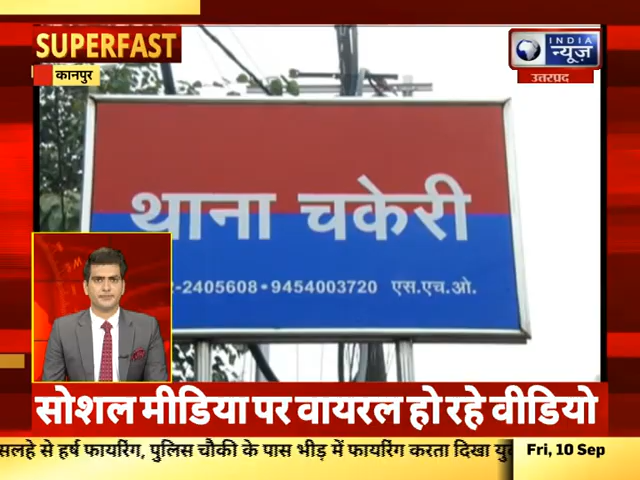 SUPERFAST
कानपुर
INDIA
न्यूज़
उत्तरप्रद
थाना चकेरी
2-2405608 • 9454003720 एस.एच.ओ.
सोशल मीडिया पर वायरल हो रहे वीडियो
सलहे से हर्ष फायरिंग, पुलिस चौकी के पास भीड़ में फायरिंग करता दिखा यु
Fri, 10 Sep